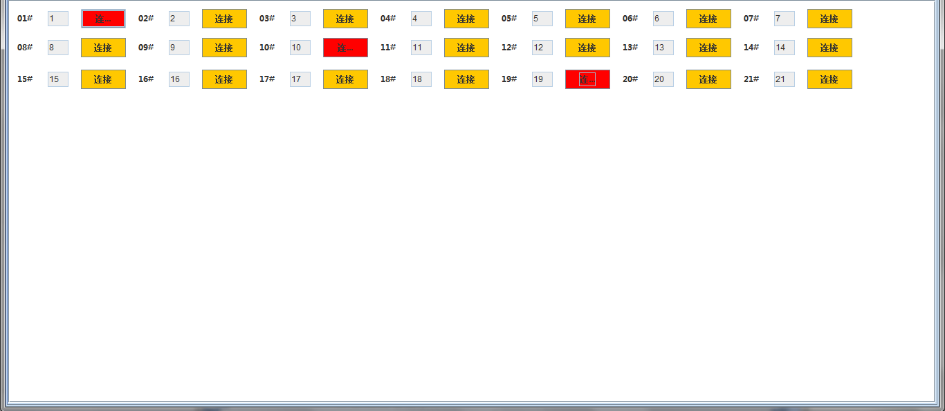 01# 1 连... 02# 2 连接 03# 3 连接 04# 4 连接 05# 5 连接 06# 6 连接 07# 7 连接
08# 8 连接 09# 9 连接 10# 10 连... 11# 11 连接 12# 12 连接 13# 13 连接 14# 14 连接
15# 15 连接 16# 16 连接 17# 17 连接 18# 18 连接 19# 19 连... 20# 20 连接 21# 21 连接